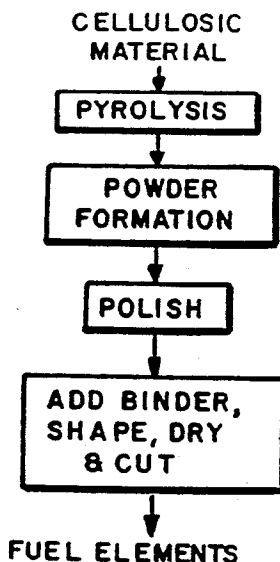 CELLULOSIC
MATERIAL
PYROLYSIS
POWDER
FORMATION
POLISH
ADD BINDER,
SHAPE, DRY
& CUT
FUEL ELEMENTS